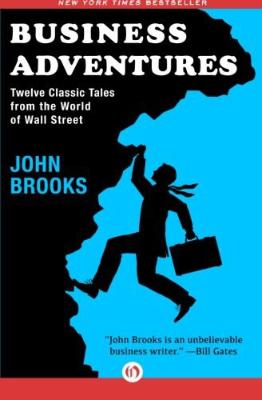 NEW YORK TIMES BESTSELLER
BUSINESS
ADVENTURES
Twelve Classic Tales
from the World
of Wall Street
JOHN
BROOKS
"John Brooks is an unbelievable
business writer." —Bill Gates